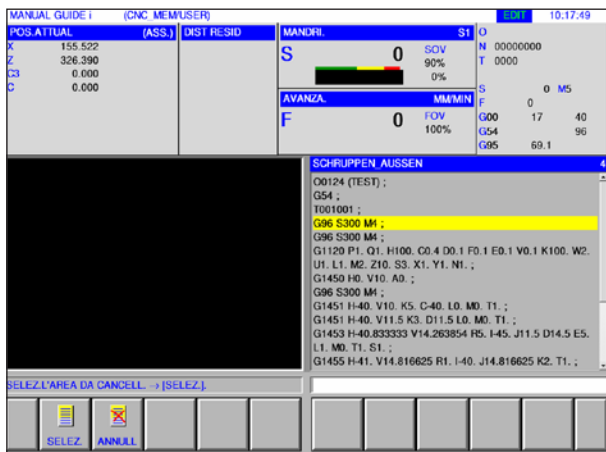 MANUAL GUIDE i (CNC_MEM/USER) EDIT 10:17:49
POS.ATTUAL (ASS.) DIST RESID MANDRI. S1 O
X 155.522
Z 326.390
C3 0.000
C 0.000
S 0 SOV
90%
0%
N 00000000
T 0000
S 0 M5
F 0
G00 17 40
G54 96
G95 69.1
AVANZA. MM/MIN
F 0 FOV
100%
SCHRUPPEN_AUSSEN 4
O0124 (TEST) ;
G54 ;
T001001 ;
G96 S300 M4 ;
G96 S300 M4 ;
G1120 P1. Q1. H100. C0.4 D0.1 F0.1 E0.1 V0.1 K100. W2.
U1. L1. M2. Z10. S3. X1. Y1. N1. ;
G1450 H0. V10. A0. ;
G96 S300 M4 ;
G1451 H-40. V10. K5. C-40. L0. M0. T1. ;
G1451 H-40. V11.5 K3. D11.5 L0. M0. T1. ;
G1453 H-40.833333 V14.263854 R5. I-45. J11.5 D14.5 E5.
L1. M0. T1. S1. ;
G1455 H-41. V14.816625 R1. I-40. J14.816625 K2. T1. ;
SELEZ.L'AREA DA CANCELL. → [SELEZ.].
SELEZ. ANNULL